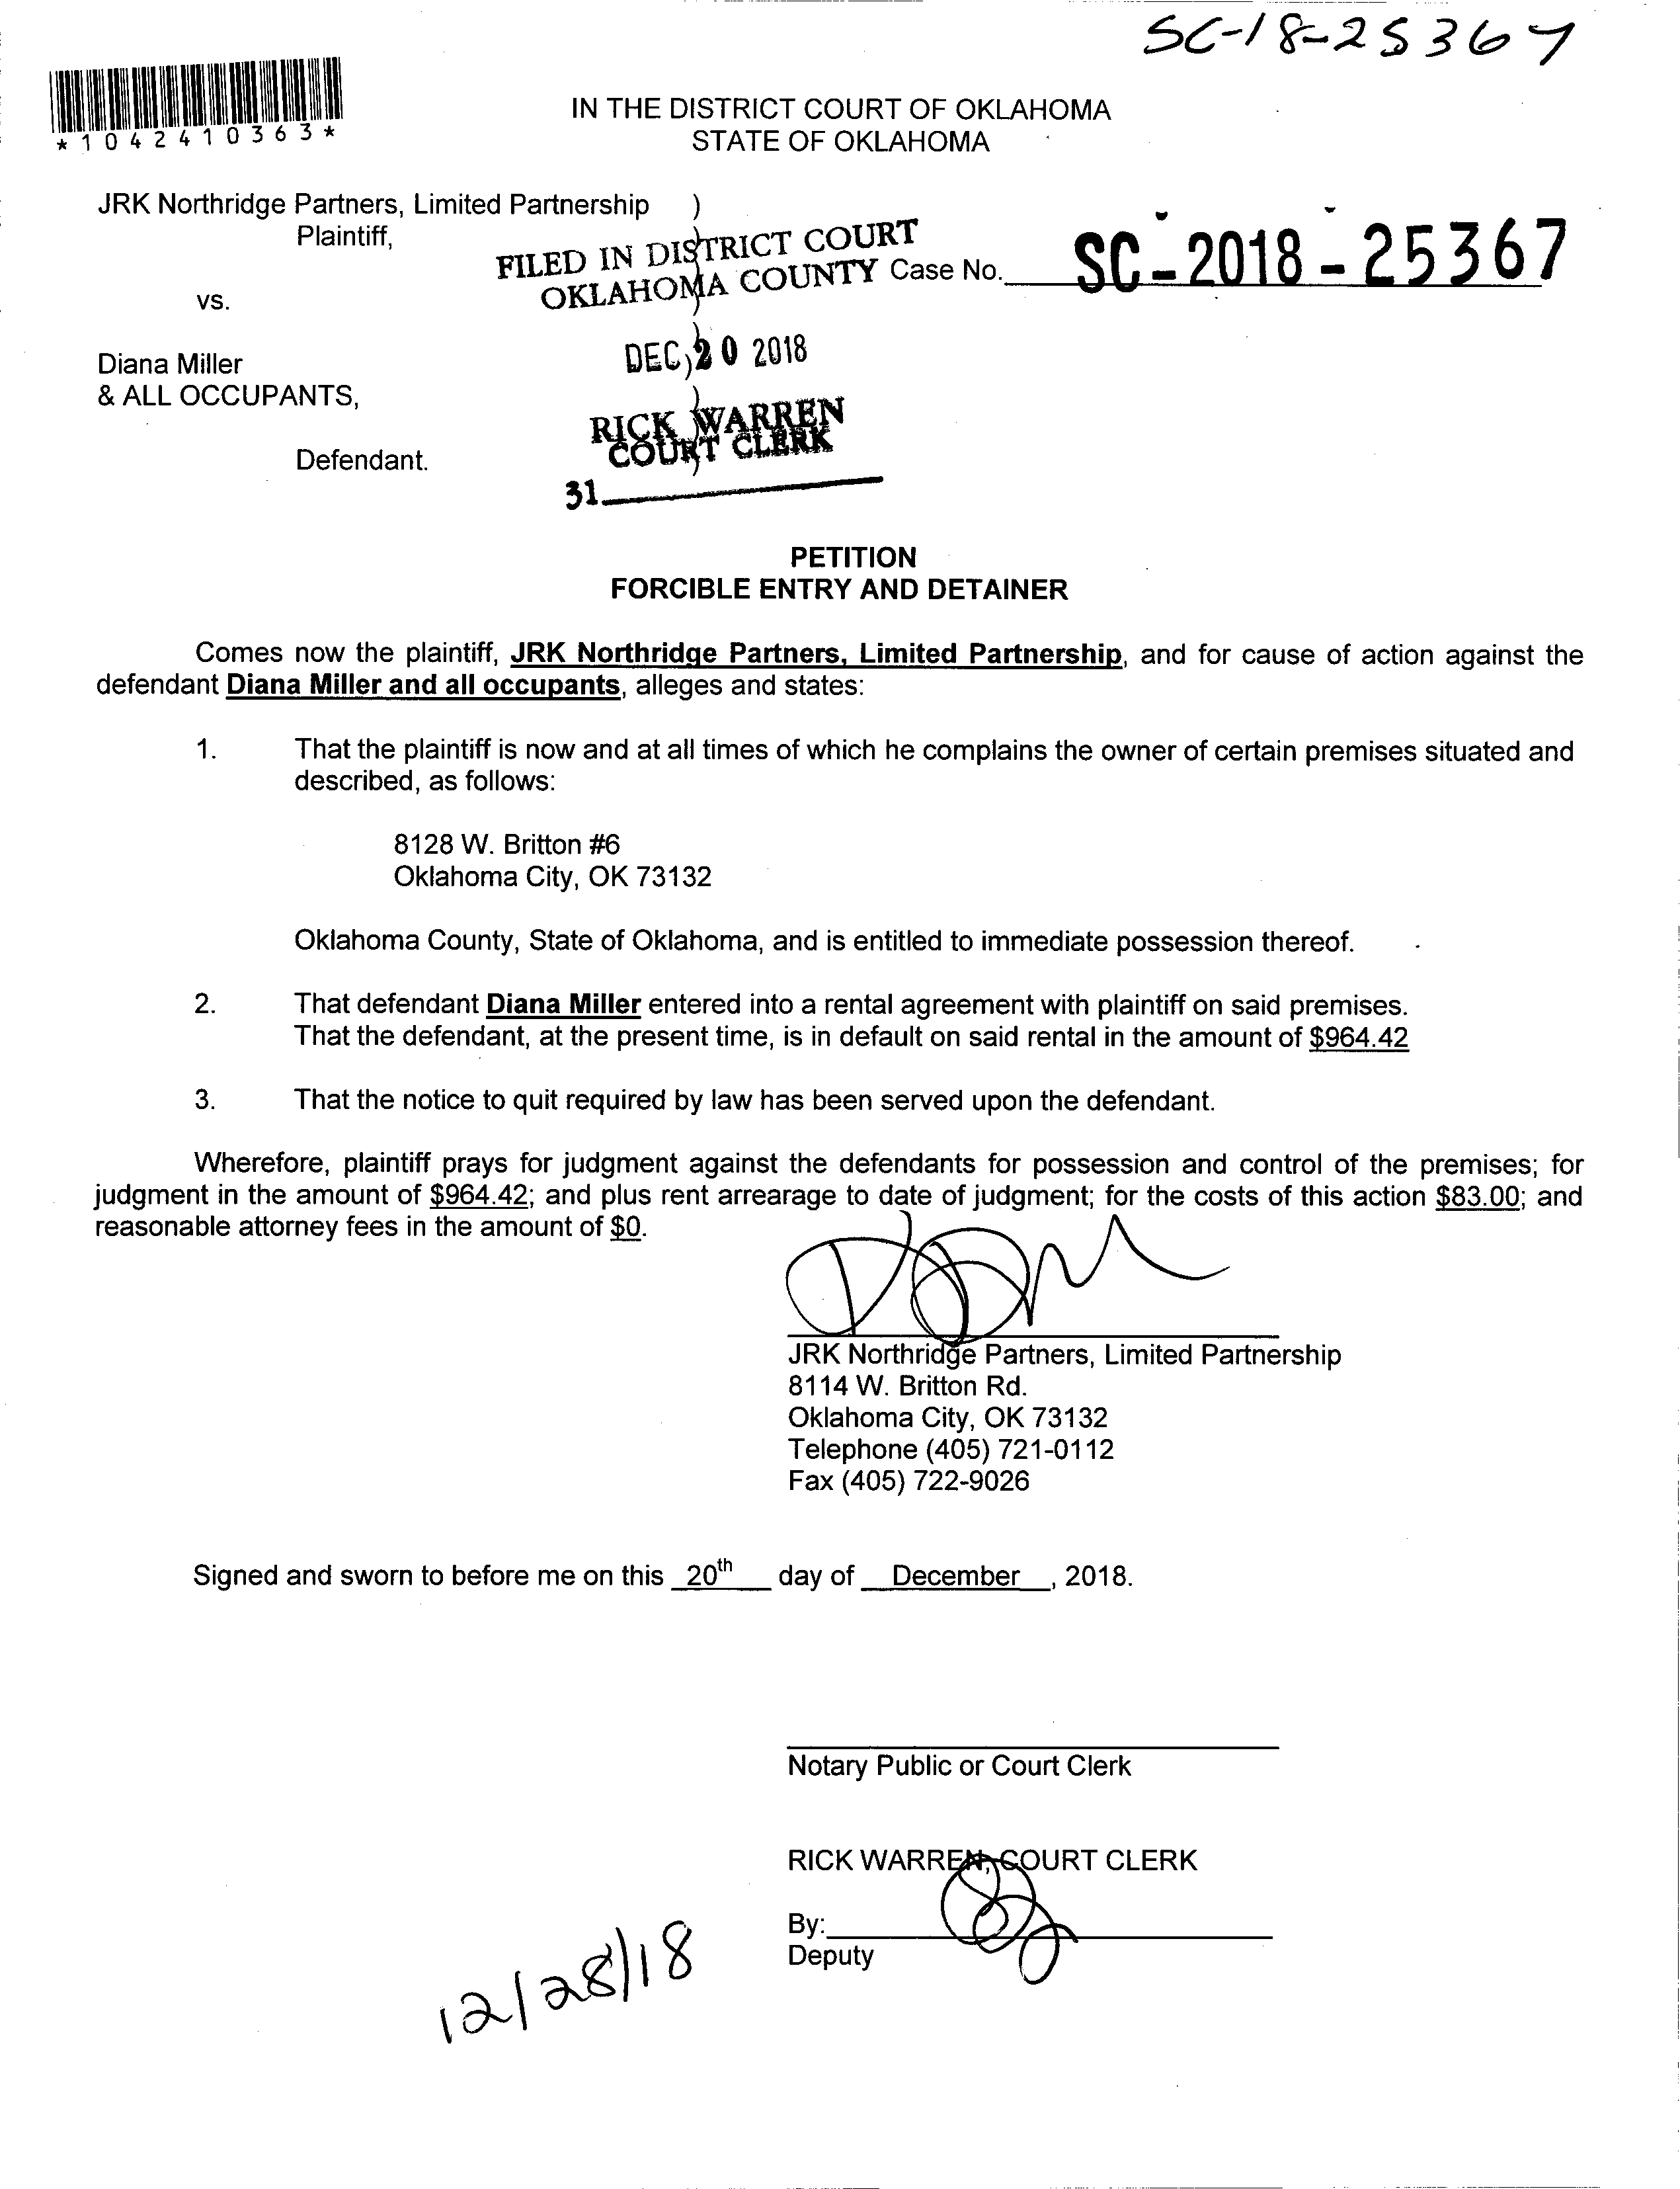 SC-18-25367
*1042410363*
IN THE DISTRICT COURT OF OKLAHOMA
STATE OF OKLAHOMA
JRK Northridge Partners, Limited Partnership )
Plaintiff, )
FILED IN DISTRICT COURT
OKLAHOMA COUNTY Case No. SC-2018-25367
vs. )
)
Diana Miller ) DEC 20 2018
& ALL OCCUPANTS, )
RICK WARREN
COURT CLERK
Defendant. )
31
PETITION
FORCIBLE ENTRY AND DETAINER
Comes now the plaintiff, JRK Northridge Partners, Limited Partnership, and for cause of action against the
defendant Diana Miller and all occupants, alleges and states:
1. That the plaintiff is now and at all times of which he complains the owner of certain premises situated and
described, as follows:
8128 W. Britton #6
Oklahoma City, OK 73132
Oklahoma County, State of Oklahoma, and is entitled to immediate possession thereof.
2. That defendant Diana Miller entered into a rental agreement with plaintiff on said premises.
That the defendant, at the present time, is in default on said rental in the amount of $964.42
3. That the notice to quit required by law has been served upon the defendant.
Wherefore, plaintiff prays for judgment against the defendants for possession and control of the premises; for
judgment in the amount of $964.42; and plus rent arrearage to date of judgment; for the costs of this action $83.00; and
reasonable attorney fees in the amount of $0.
JRK Northridge Partners, Limited Partnership
8114 W. Britton Rd.
Oklahoma City, OK 73132
Telephone (405) 721-0112
Fax (405) 722-9026
Signed and sworn to before me on this 20th day of December, 2018.
Notary Public or Court Clerk
RICK WARREN, COURT CLERK
By:
Deputy
12/28/18